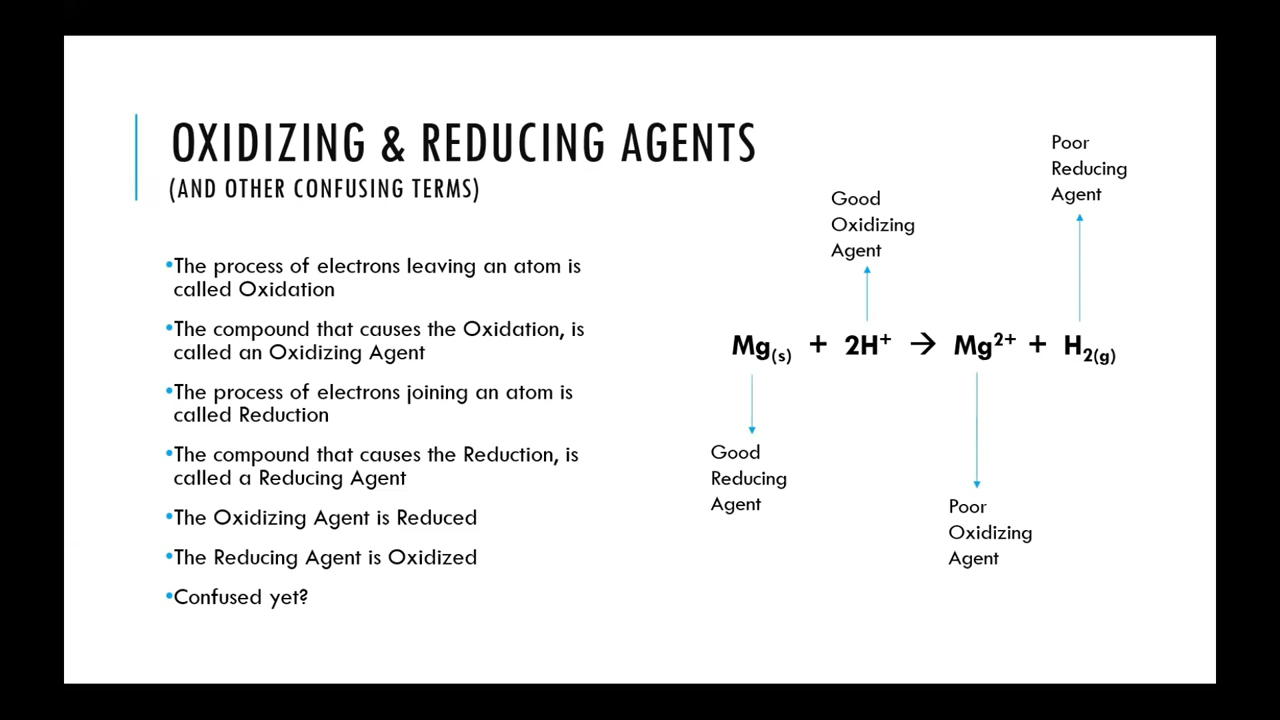 OXIDIZING & REDUCING AGENTS
(AND OTHER CONFUSING TERMS)
•The process of electrons leaving an atom is
called Oxidation
•The compound that causes the Oxidation, is
called an Oxidizing Agent
•The process of electrons joining an atom is
called Reduction
•The compound that causes the Reduction, is
called a Reducing Agent
•The Oxidizing Agent is Reduced
•The Reducing Agent is Oxidized
•Confused yet?
Poor
Reducing
Agent
Good
Oxidizing
Agent
Mg(s) + 2H⁺ → Mg²⁺ + H₂(g)
Good
Reducing
Agent
Poor
Oxidizing
Agent